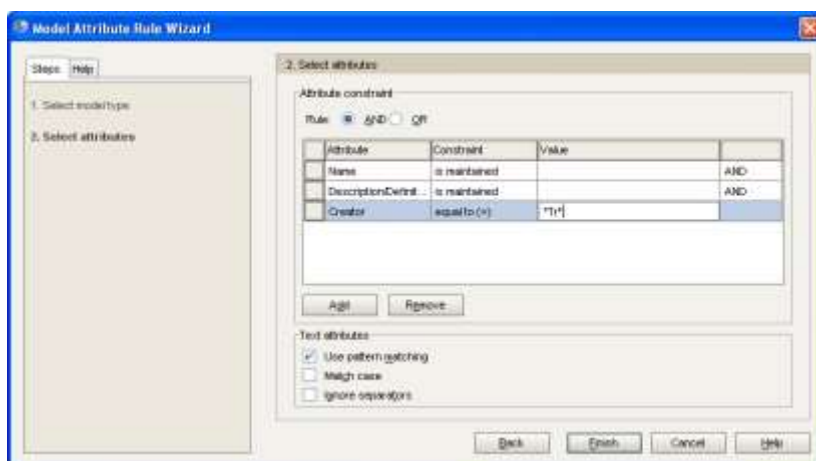 Model Attribute Rule Wizard
Steps Help
1. Select model type
2. Select attributes
2. Select attributes
Attribute constraint
Rule: AND OR
Attribute Constraint Value
Name is maintained AND
Description/Definit... is maintained AND
Creator equal to (=) *Tr*
Add Remove
Text attributes
Use pattern matching
Match case
Ignore separators
Back Finish Cancel Help